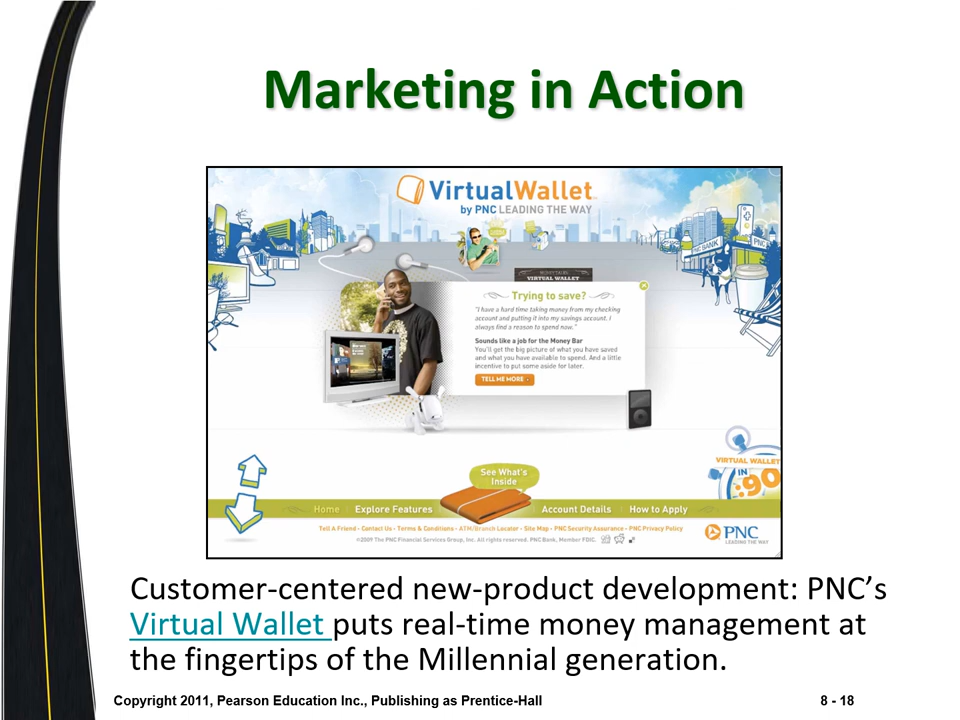 Marketing in Action
VirtualWallet
by PNC LEADING THE WAY
VIRTUAL WALLET
BANK
PNC
Trying to save?
"I have a hard time taking money from my checking
account and putting it into my savings account. I
always find a reason to spend now."
Sounds like a job for the Money Bar
You'll get the big picture of what you have saved
and what you have available to spend. And a little
incentive to put some aside for later.
TELL ME MORE
See What's
Inside
VIRTUAL WALLET
IN :90
Home Explore Features Account Details How to Apply
Tell A Friend • Contact Us • Terms & Conditions • ATM/Branch Locator • Site Map • PNC Security Assurance • PNC Privacy Policy
©2009 The PNC Financial Services Group, Inc. All rights reserved. PNC Bank, Member FDIC.
PNC
LEADING THE WAY
Customer-centered new-product development: PNC's
Virtual Wallet puts real-time money management at
the fingertips of the Millennial generation.
Copyright 2011, Pearson Education Inc., Publishing as Prentice-Hall 8 - 18